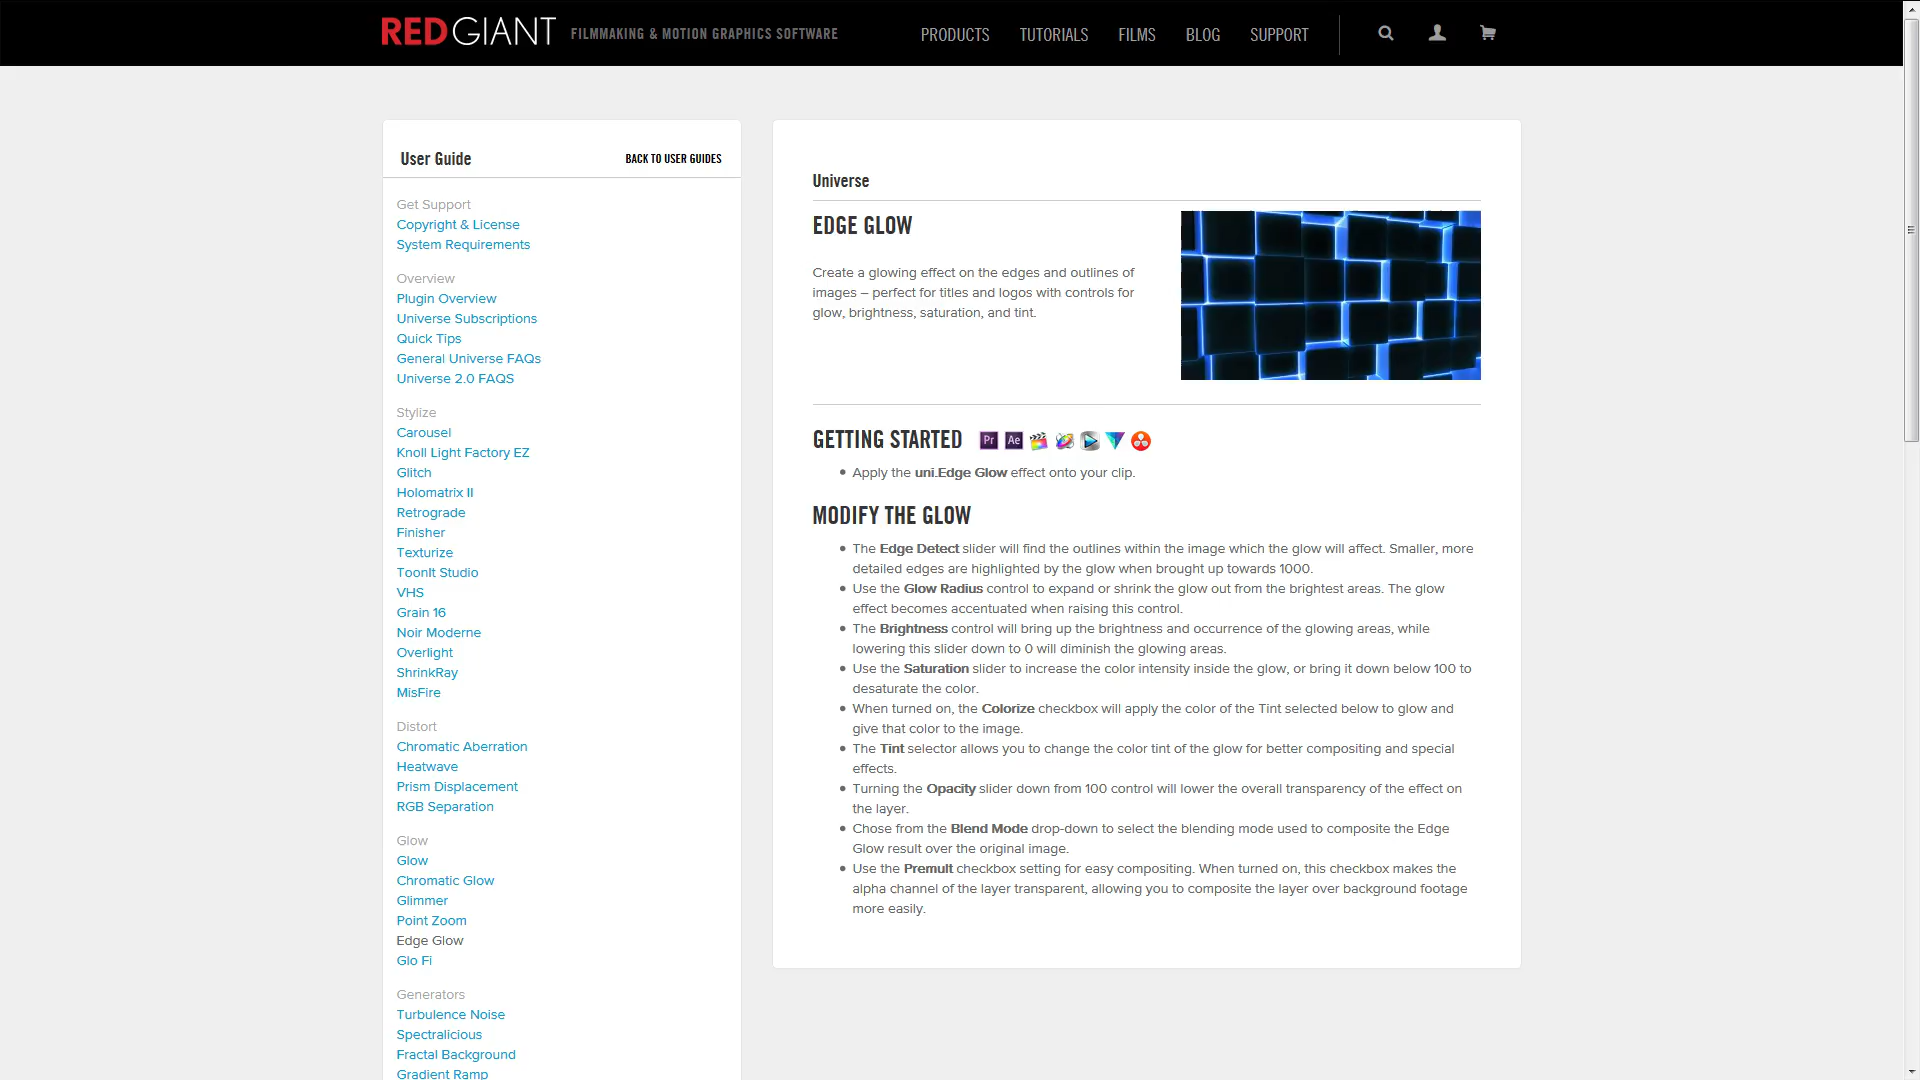 REDGIANT FILMMAKING & MOTION GRAPHICS SOFTWARE
PRODUCTS TUTORIALS FILMS BLOG SUPPORT
User Guide BACK TO USER GUIDES
Get Support
Copyright & License
System Requirements
Overview
Plugin Overview
Universe Subscriptions
Quick Tips
General Universe FAQs
Universe 2.0 FAQS
Stylize
Carousel
Knoll Light Factory EZ
Glitch
Holomatrix II
Retrograde
Finisher
Texturize
ToonIt Studio
VHS
Grain 16
Noir Moderne
Overlight
ShrinkRay
MisFire
Distort
Chromatic Aberration
Heatwave
Prism Displacement
RGB Separation
Glow
Glow
Chromatic Glow
Glimmer
Point Zoom
Edge Glow
Glo Fi
Generators
Turbulence Noise
Spectralicious
Fractal Background
Gradient Ramp
Universe
EDGE GLOW
Create a glowing effect on the edges and outlines of
images – perfect for titles and logos with controls for
glow, brightness, saturation, and tint.
GETTING STARTED Pr Ae
• Apply the uni.Edge Glow effect onto your clip.
MODIFY THE GLOW
• The Edge Detect slider will find the outlines within the image which the glow will affect. Smaller, more
detailed edges are highlighted by the glow when brought up towards 1000.
• Use the Glow Radius control to expand or shrink the glow out from the brightest areas. The glow
effect becomes accentuated when raising this control.
• The Brightness control will bring up the brightness and occurrence of the glowing areas, while
lowering this slider down to 0 will diminish the glowing areas.
• Use the Saturation slider to increase the color intensity inside the glow, or bring it down below 100 to
desaturate the color.
• When turned on, the Colorize checkbox will apply the color of the Tint selected below to glow and
give that color to the image.
• The Tint selector allows you to change the color tint of the glow for better compositing and special
effects.
• Turning the Opacity slider down from 100 control will lower the overall transparency of the effect on
the layer.
• Chose from the Blend Mode drop-down to select the blending mode used to composite the Edge
Glow result over the original image.
• Use the Premult checkbox setting for easy compositing. When turned on, this checkbox makes the
alpha channel of the layer transparent, allowing you to composite the layer over background footage
more easily.